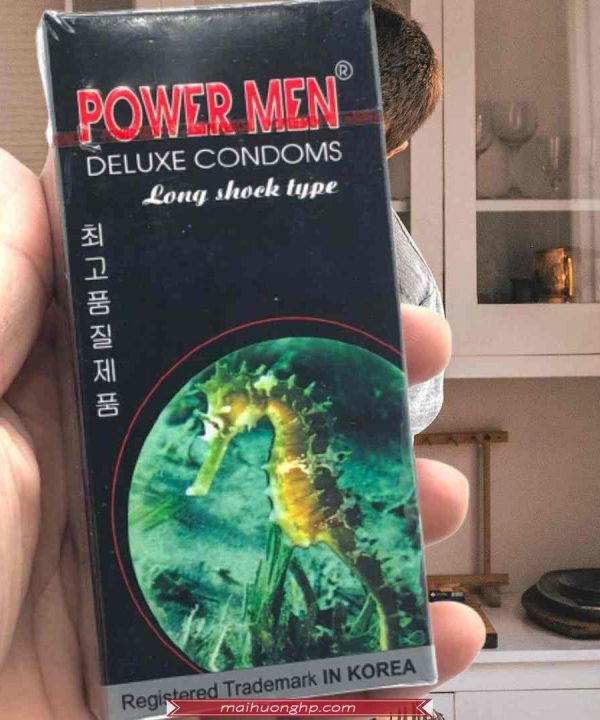 POWER MEN®
DELUXE CONDOMS
Long shock type
최고품질제품
Registered Trademark IN KOREA
maihuonghp.com